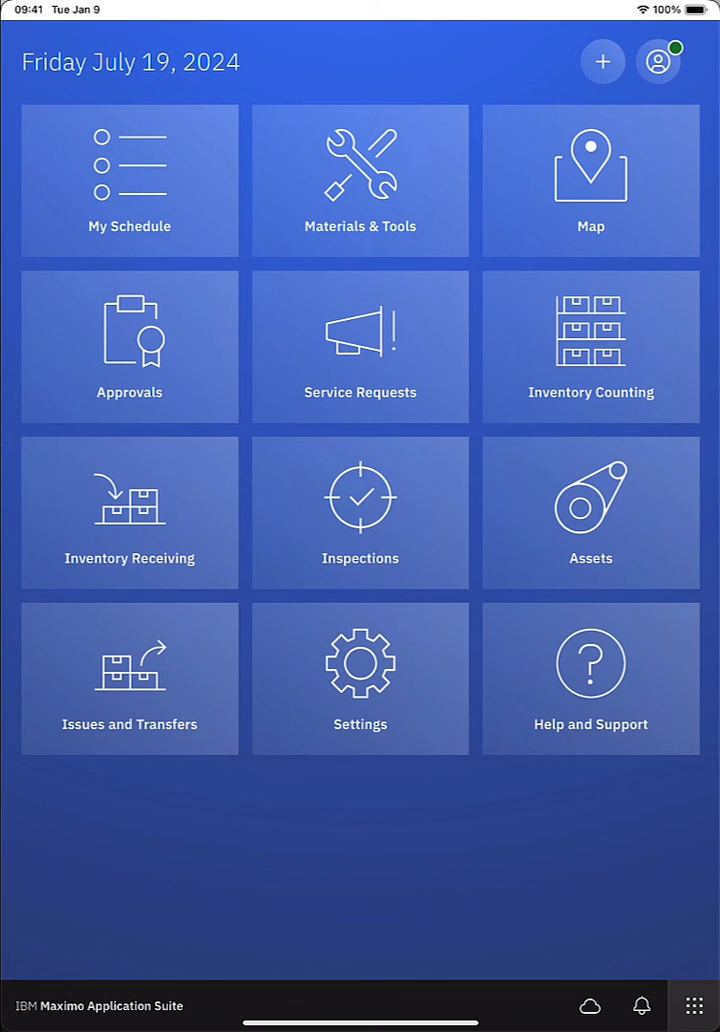 09:41 Tue Jan 9 100%
Friday July 19, 2024
My Schedule
Materials & Tools
Map
Approvals
Service Requests
Inventory Counting
Inventory Receiving
Inspections
Assets
Issues and Transfers
Settings
Help and Support
IBM Maximo Application Suite